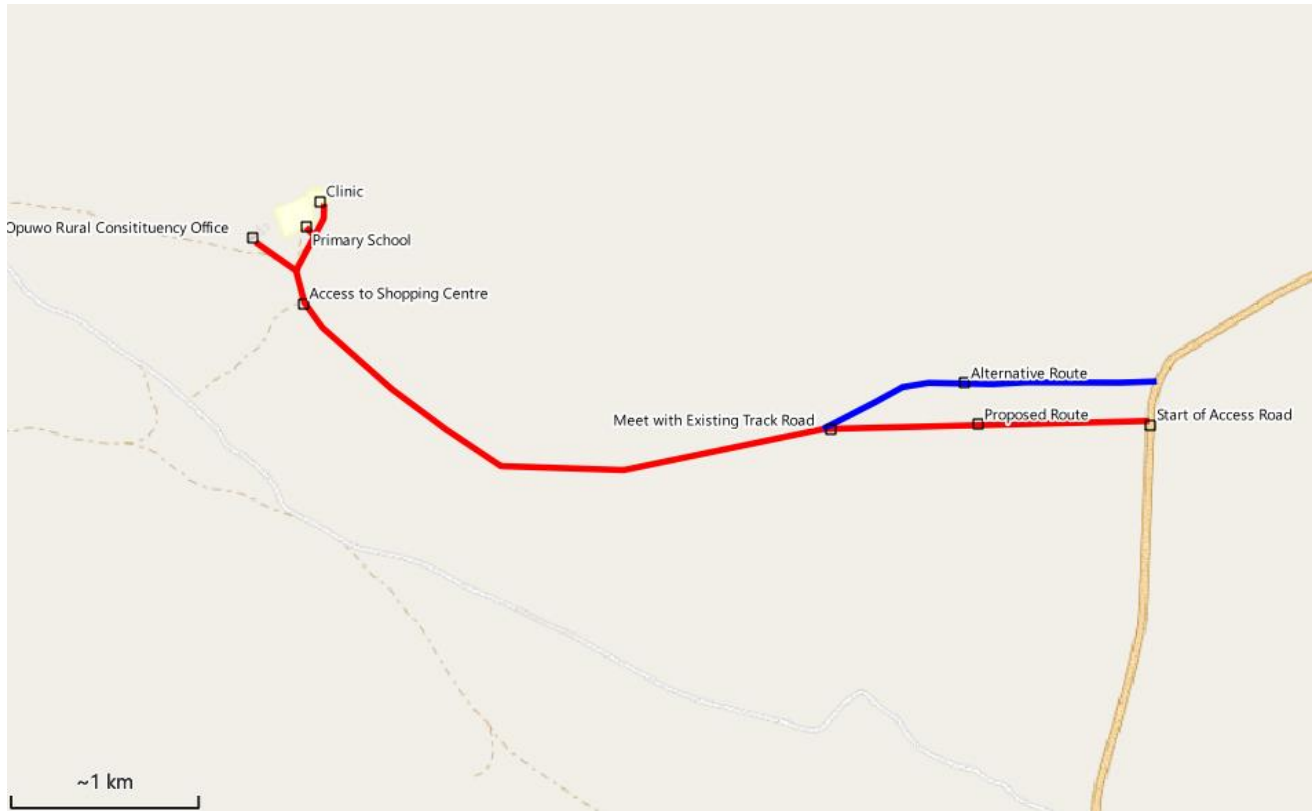 Clinic
Opuwo Rural Consitituency Office
Primary School
Access to Shopping Centre
Alternative Route
Meet with Existing Track Road
Proposed Route
Start of Access Road
~1 km